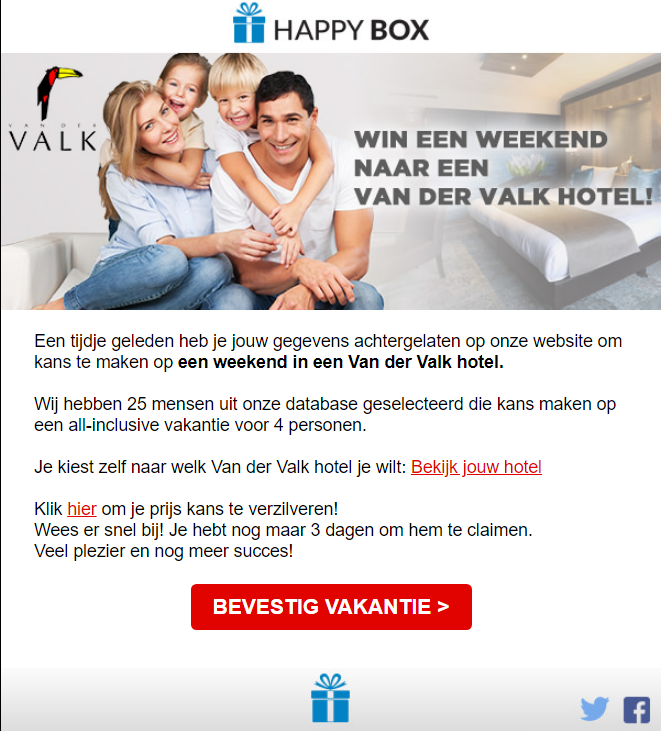 HAPPY BOX
VAN DER
VALK
WIN EEN WEEKEND
NAAR EEN
VAN DER VALK HOTEL!
Een tijdje geleden heb je jouw gegevens achtergelaten op onze website om
kans te maken op een weekend in een Van der Valk hotel.
Wij hebben 25 mensen uit onze database geselecteerd die kans maken op
een all-inclusive vakantie voor 4 personen.
Je kiest zelf naar welk Van der Valk hotel je wilt: Bekijk jouw hotel
Klik hier om je prijs kans te verzilveren!
Wees er snel bij! Je hebt nog maar 3 dagen om hem te claimen.
Veel plezier en nog meer succes!
BEVESTIG VAKANTIE >